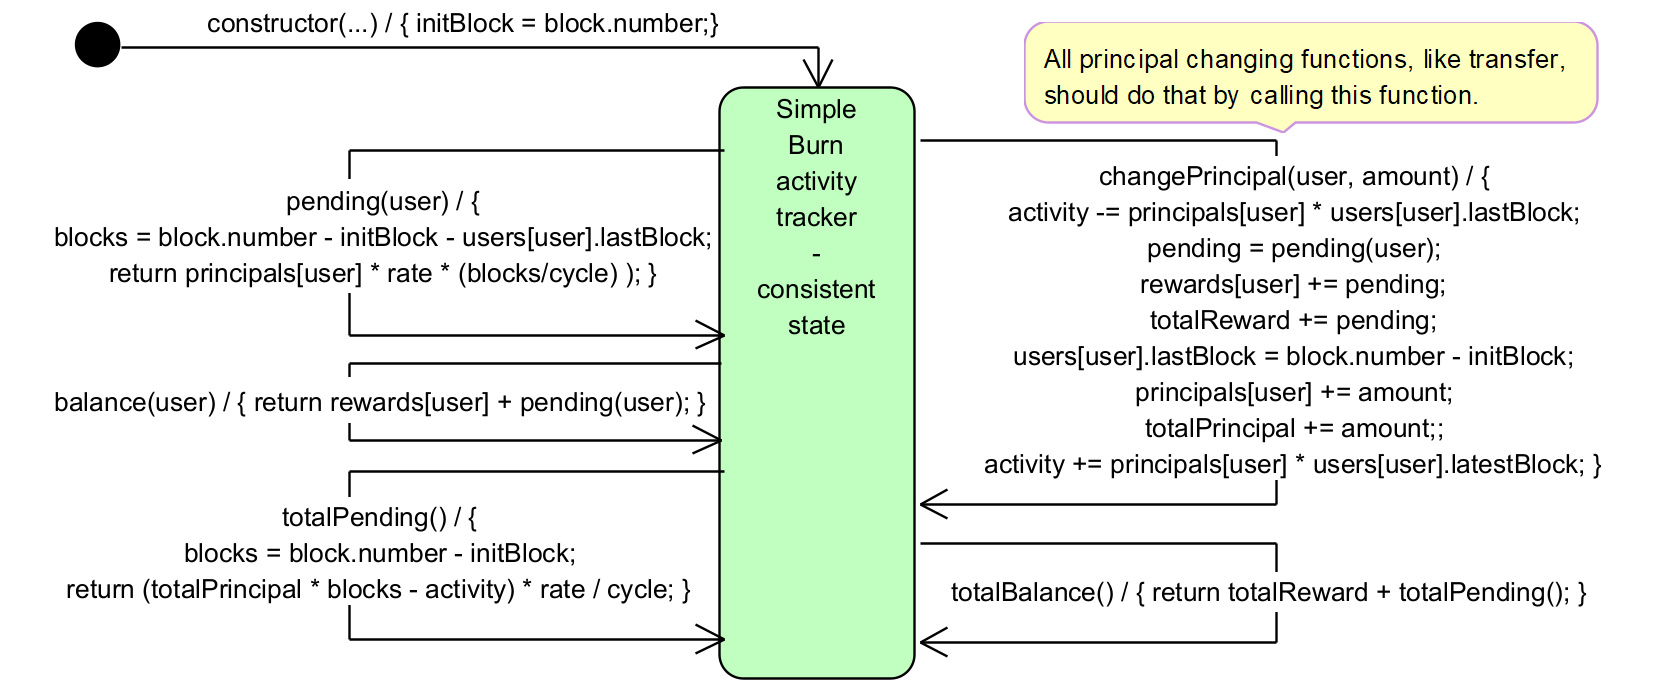 constructor(...) / { initBlock = block.number;}
All principal changing functions, like transfer,
should do that by calling this function.
Simple
Burn
activity
tracker
-
consistent
state
pending(user) / {
blocks = block.number - initBlock - users[user].lastBlock;
return principals[user] * rate * (blocks/cycle) ); }
balance(user) / { return rewards[user] + pending(user); }
totalPending() / {
blocks = block.number - initBlock;
return (totalPrincipal * blocks - activity) * rate / cycle; }
changePrincipal(user, amount) / {
activity -= principals[user] * users[user].lastBlock;
pending = pending(user);
rewards[user] += pending;
totalReward += pending;
users[user].lastBlock = block.number - initBlock;
principals[user] += amount;
totalPrincipal += amount;;
activity += principals[user] * users[user].latestBlock; }
totalBalance() / { return totalReward + totalPending(); }